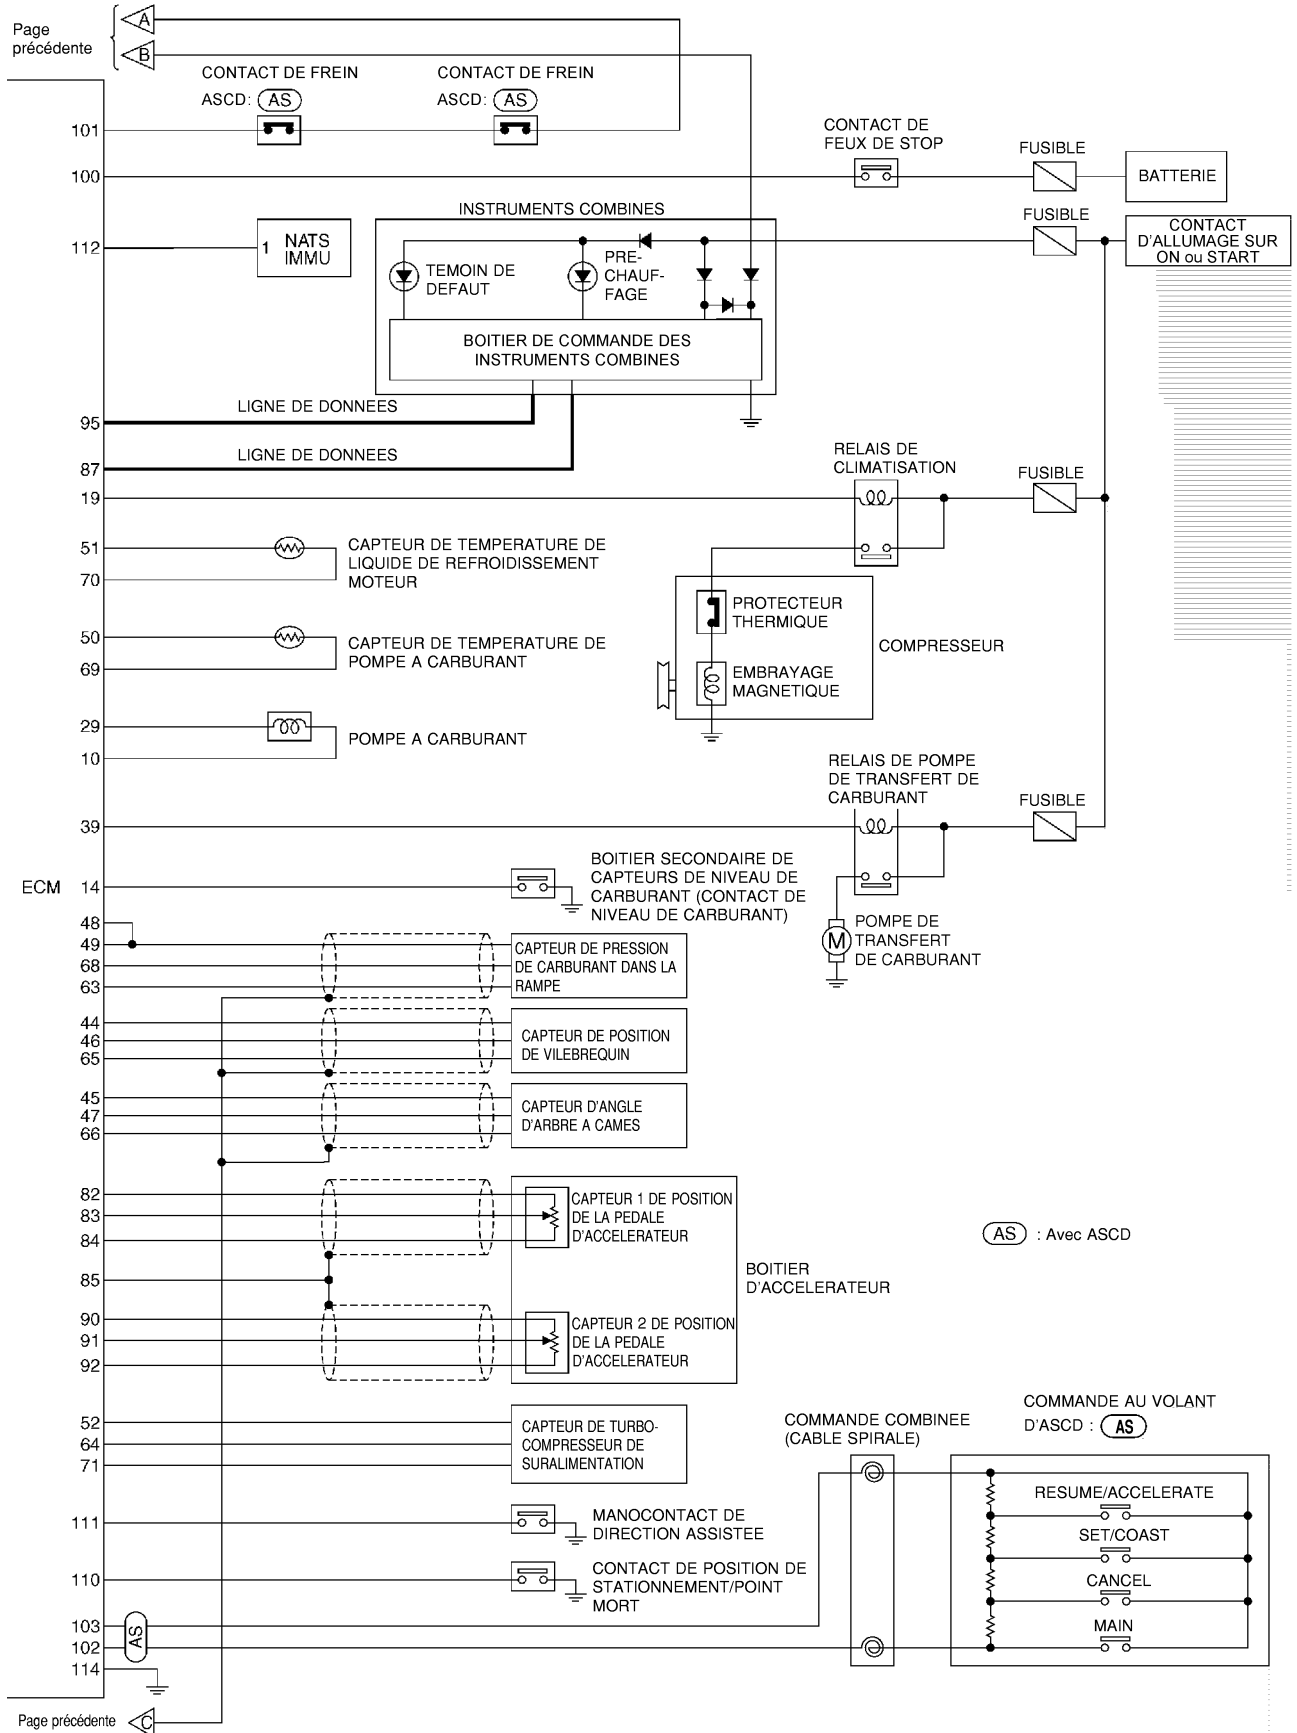 Page
précédente
A
B
CONTACT DE FREIN
ASCD: AS
CONTACT DE FREIN
ASCD: AS
101
CONTACT DE
FEUX DE STOP
FUSIBLE
100
BATTERIE
INSTRUMENTS COMBINES
FUSIBLE
CONTACT
D'ALLUMAGE SUR
ON ou START
112
1
NATS
IMMU
TEMOIN DE
DEFAUT
PRE-
CHAUF-
FAGE
BOITIER DE COMMANDE DES
INSTRUMENTS COMBINES
LIGNE DE DONNEES
95
LIGNE DE DONNEES
87
RELAIS DE
CLIMATISATION
FUSIBLE
19
51
70
CAPTEUR DE TEMPERATURE DE
LIQUIDE DE REFROIDISSEMENT
MOTEUR
PROTECTEUR
THERMIQUE
COMPRESSEUR
50
69
CAPTEUR DE TEMPERATURE DE
POMPE A CARBURANT
EMBRAYAGE
MAGNETIQUE
29
10
POMPE A CARBURANT
RELAIS DE POMPE
DE TRANSFERT DE
CARBURANT
FUSIBLE
39
ECM
14
BOITIER SECONDAIRE DE
CAPTEURS DE NIVEAU DE
CARBURANT (CONTACT DE
NIVEAU DE CARBURANT)
M
POMPE DE
TRANSFERT
DE CARBURANT
48
49
68
63
CAPTEUR DE PRESSION
DE CARBURANT DANS LA
RAMPE
44
46
65
CAPTEUR DE POSITION
DE VILEBREQUIN
45
47
66
CAPTEUR D'ANGLE
D'ARBRE A CAMES
82
83
84
CAPTEUR 1 DE POSITION
DE LA PEDALE
D'ACCELERATEUR
AS : Avec ASCD
85
BOITIER
D'ACCELERATEUR
90
91
92
CAPTEUR 2 DE POSITION
DE LA PEDALE
D'ACCELERATEUR
52
64
71
CAPTEUR DE TURBO-
COMPRESSEUR DE
SURALIMENTATION
COMMANDE COMBINEE
(CABLE SPIRALE)
COMMANDE AU VOLANT
D'ASCD : AS
RESUME/ACCELERATE
SET/COAST
CANCEL
MAIN
111
MANOCONTACT DE
DIRECTION ASSISTEE
110
CONTACT DE POSITION DE
STATIONNEMENT/POINT
MORT
103
102
AS
114
Page précédente
C